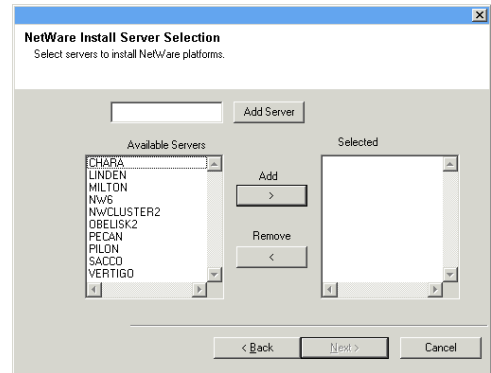 NetWare Install Server Selection
Select servers to install NetWare platforms.
Add Server
Available Servers
Selected
CHARA
LINDEN
MILTON
NW6
NWCLUSTER2
OBELISK2
PECAN
PILON
SACCO
VERTIGO
Add
>
Remove
<
< Back
Next >
Cancel